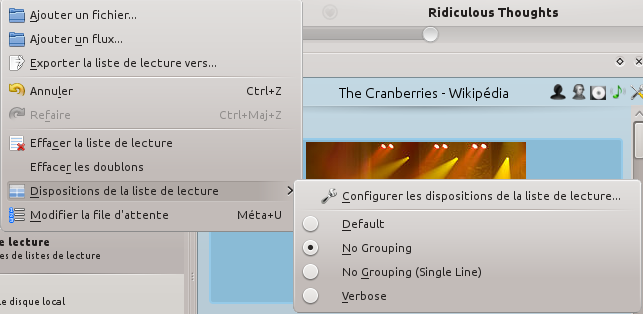 Ajouter un fichier...
Ajouter un flux...
Exporter la liste de lecture vers...
Annuler Ctrl+Z
Refaire Ctrl+Maj+Z
Effacer la liste de lecture
Effacer les doublons
Dispositions de la liste de lecture
Modifier la file d'attente Méta+U
e lecture
es de listes de lecture
le disque local
Ridiculous Thoughts
The Cranberries - Wikipédia
Configurer les dispositions de la liste de lecture...
Default
No Grouping
No Grouping (Single Line)
Verbose